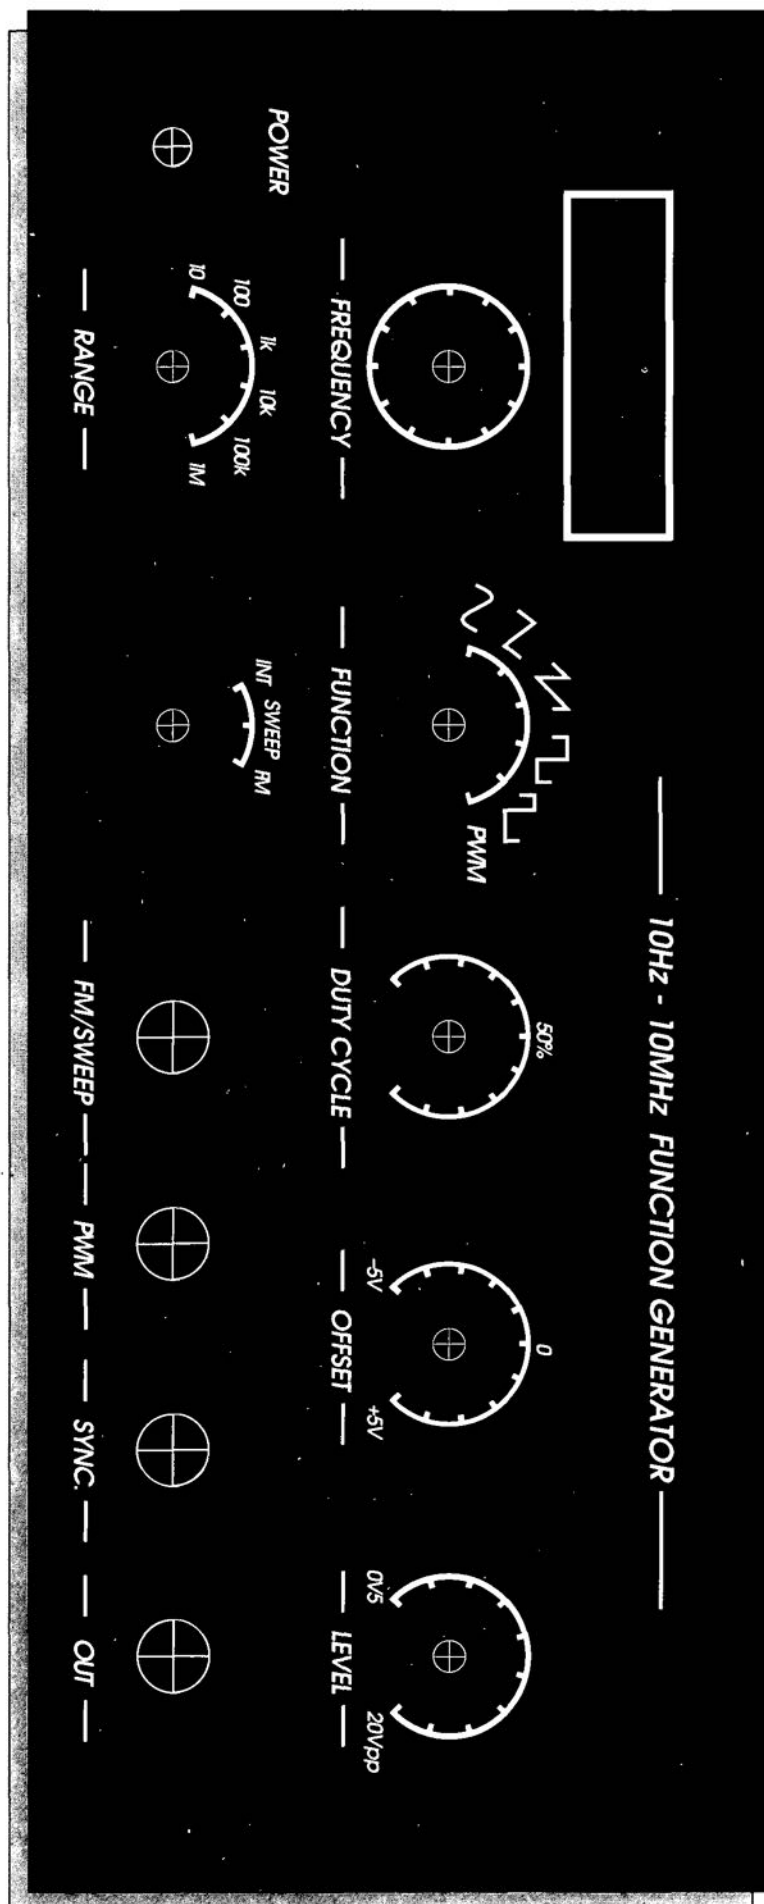 10Hz - 10MHz FUNCTION GENERATOR
PWM
50%
0
-5V
+5V
0V5
20Vpp
FREQUENCY
FUNCTION
DUTY CYCLE
OFFSET
LEVEL
POWER
10
100
1k
10k
100k
1M
INT
SWEEP
FM
RANGE
FM/SWEEP
PWM
SYNC.
OUT